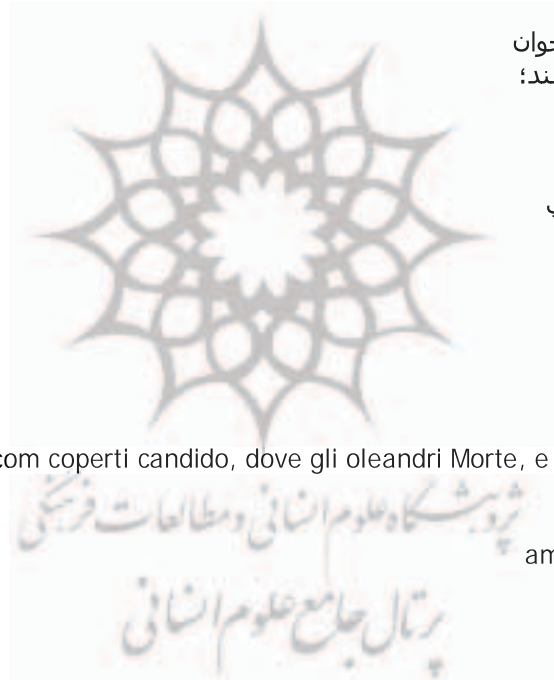 com coperti candido, dove gli oleandri Morte, e
پژوهشگاه علوم انسانی و مطالعات فرهنگی
am
پرتال جامع علوم انسانی